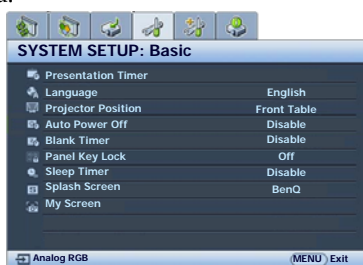 SYSTEM SETUP: Basic
Presentation Timer
Language English
Projector Position Front Table
Auto Power Off Disable
Blank Timer Disable
Panel Key Lock Off
Sleep Timer Disable
Splash Screen BenQ
My Screen
Analog RGB MENU Exit